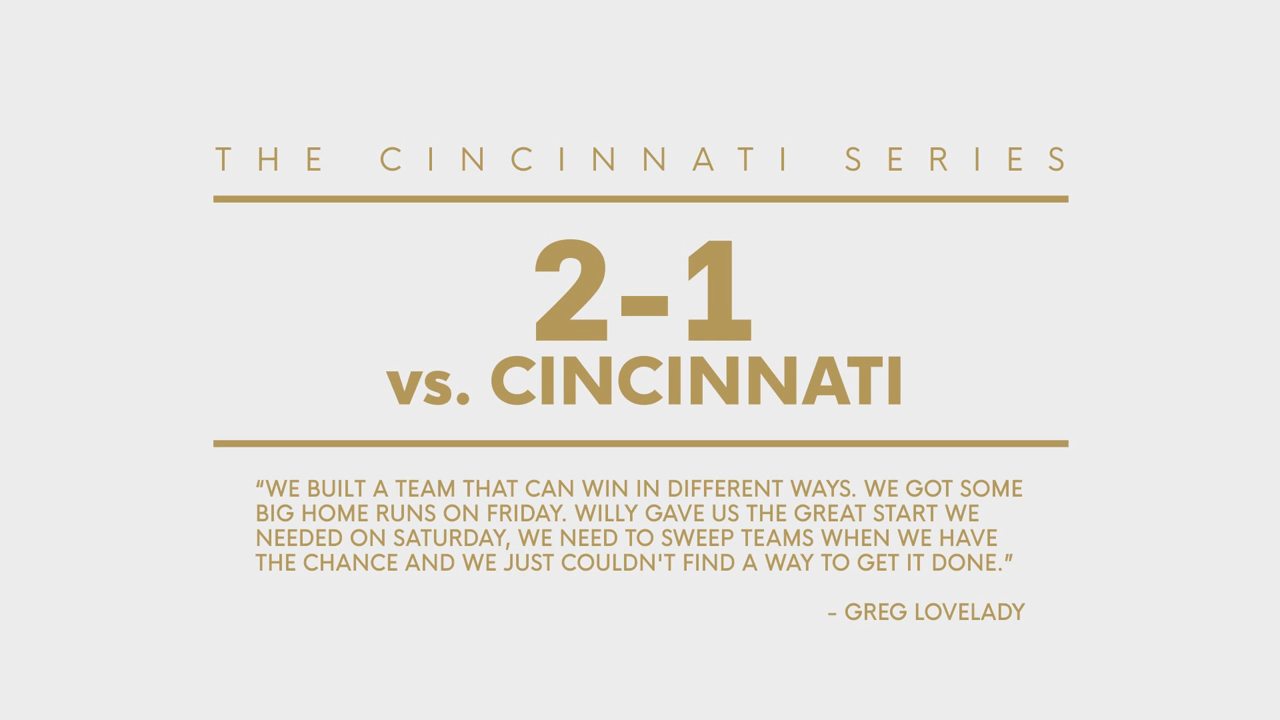 THE CINCINNATI SERIES
2-1
vs. CINCINNATI
“WE BUILT A TEAM THAT CAN WIN IN DIFFERENT WAYS. WE GOT SOME
BIG HOME RUNS ON FRIDAY. WILLY GAVE US THE GREAT START WE
NEEDED ON SATURDAY, WE NEED TO SWEEP TEAMS WHEN WE HAVE
THE CHANCE AND WE JUST COULDN'T FIND A WAY TO GET IT DONE.”
- GREG LOVELADY